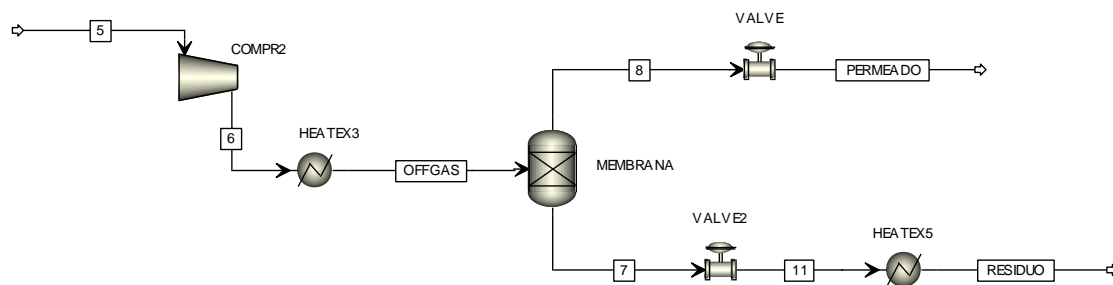 VALVE
5
COMPR2
8
PERMEADO
6
HEATEX3
OFFGAS
MEMBRANA
VALVE2
HEATEX5
7
11
RESIDUO